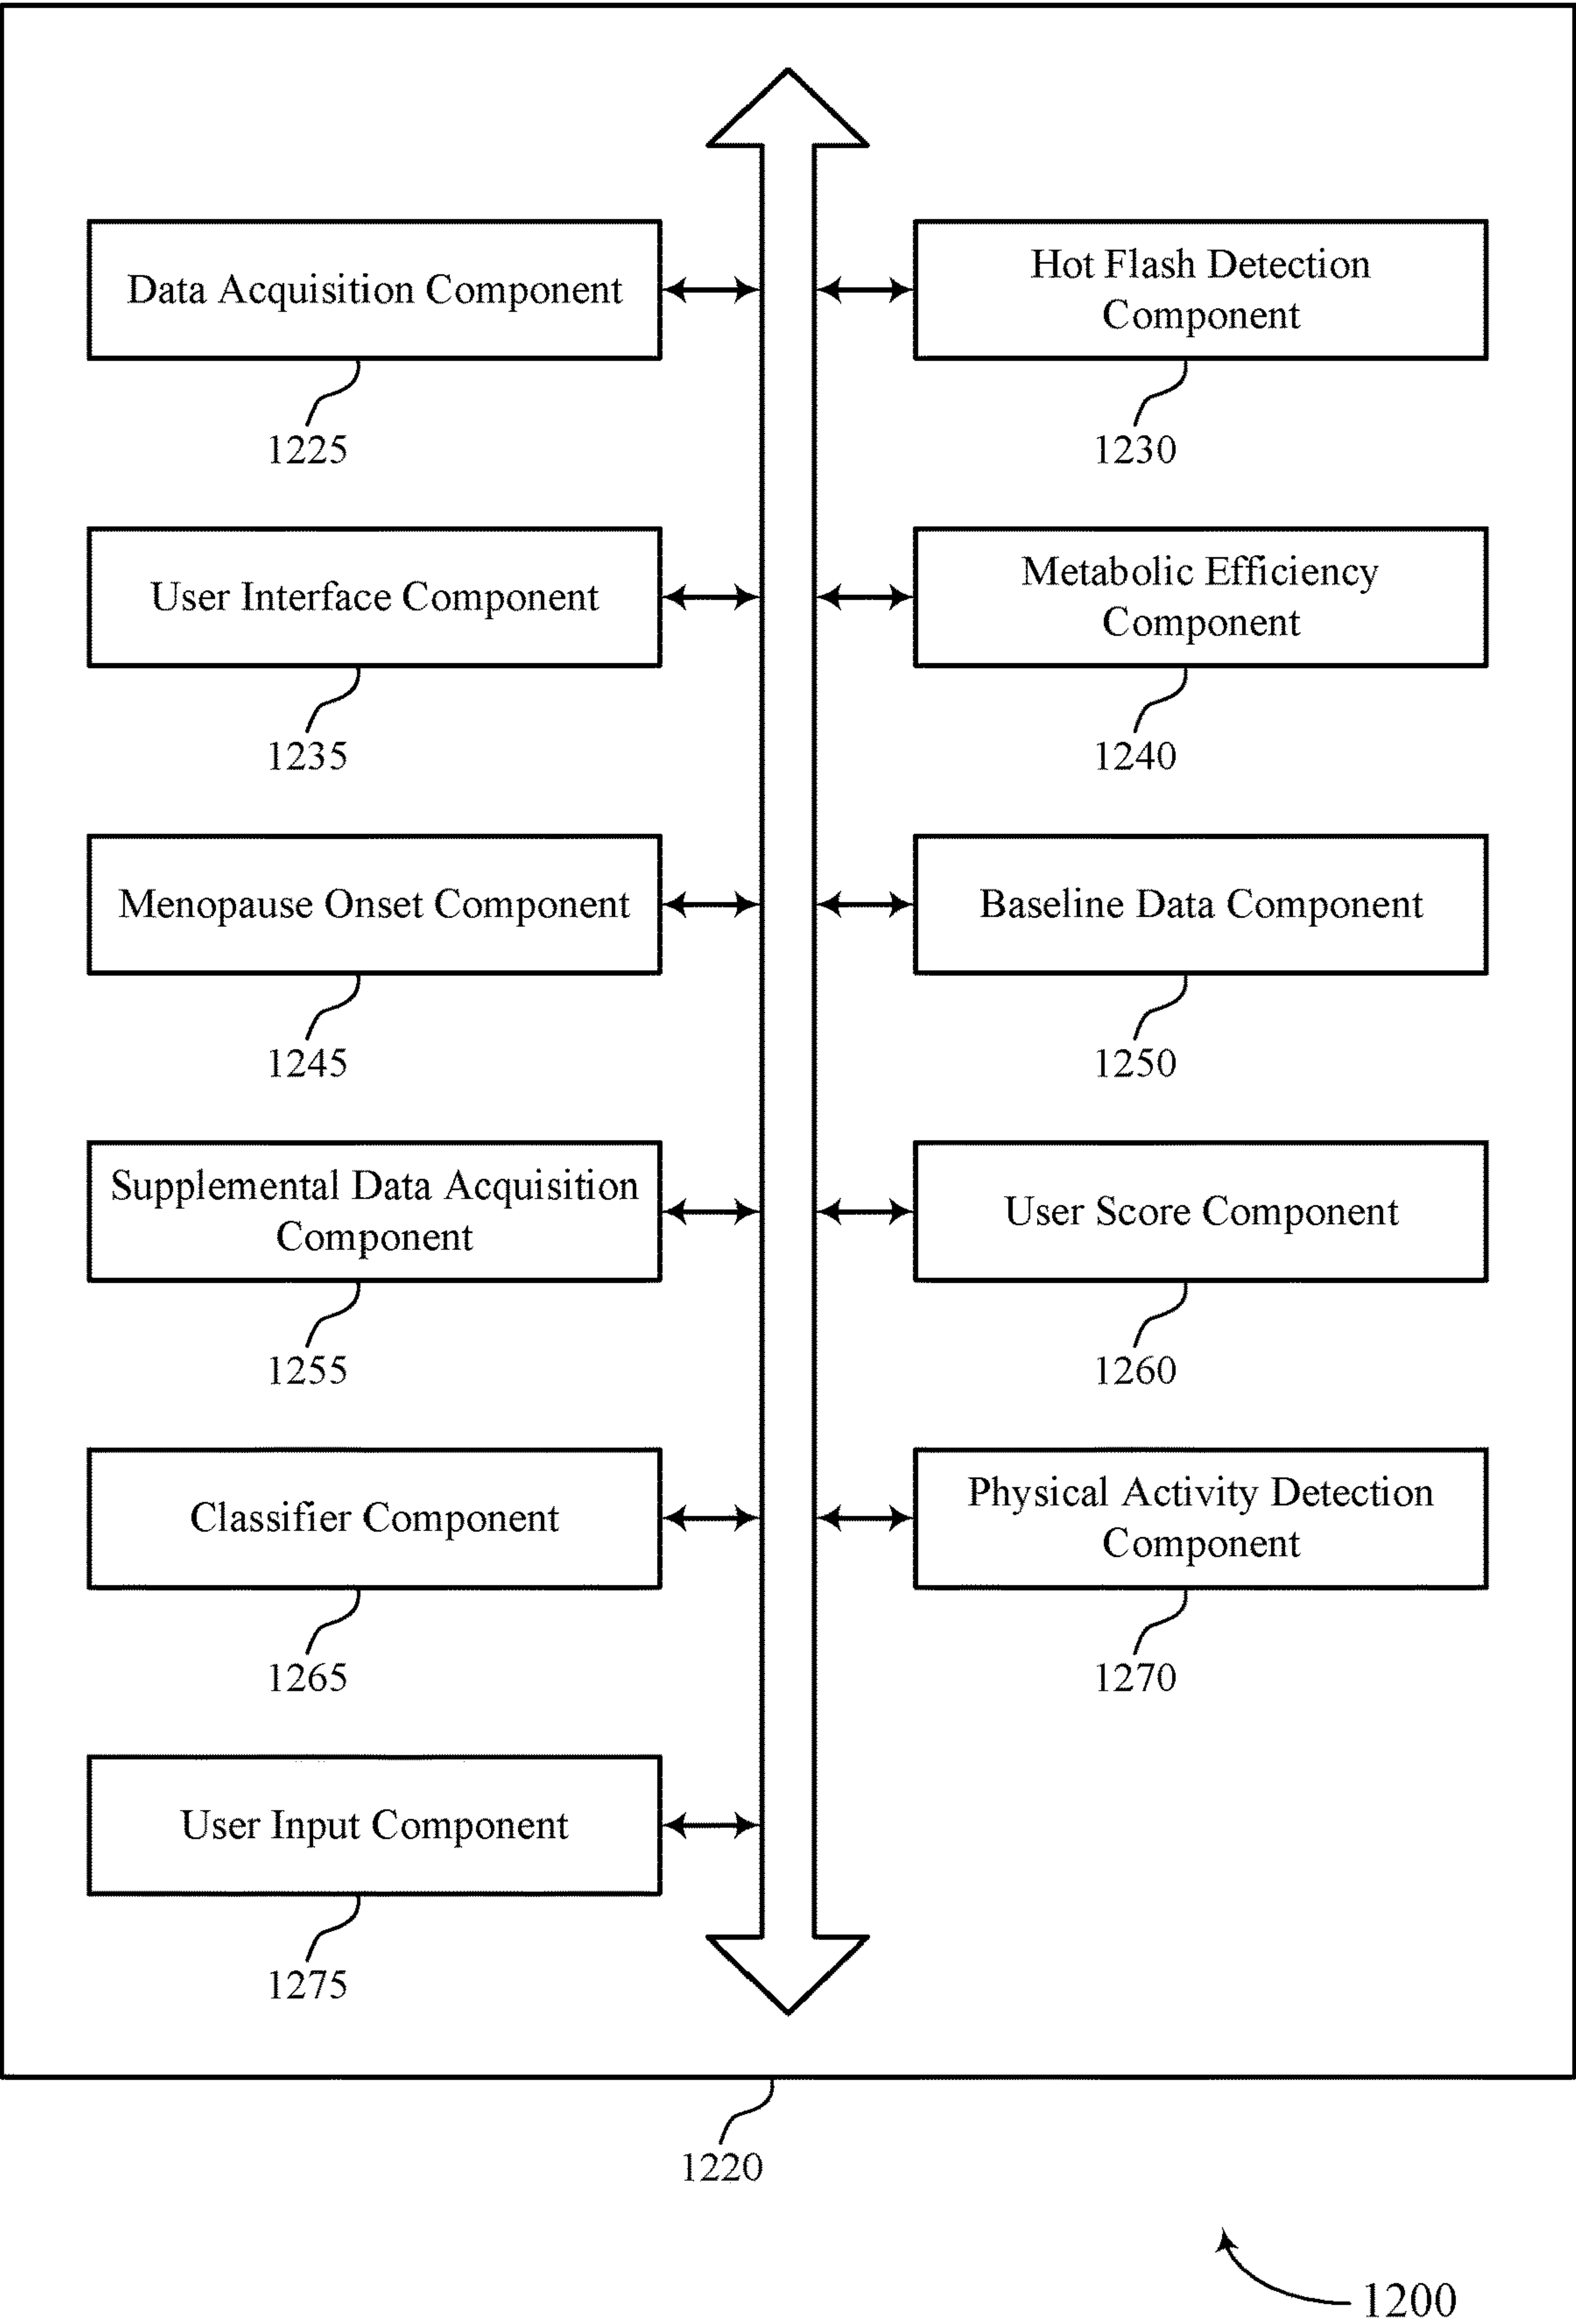 Data Acquisition Component
1225
Hot Flash Detection
Component
1230
User Interface Component
1235
Metabolic Efficiency
Component
1240
Menopause Onset Component
1245
Baseline Data Component
1250
Supplemental Data Acquisition
Component
1255
User Score Component
1260
Classifier Component
1265
Physical Activity Detection
Component
1270
User Input Component
1275
1220
1200